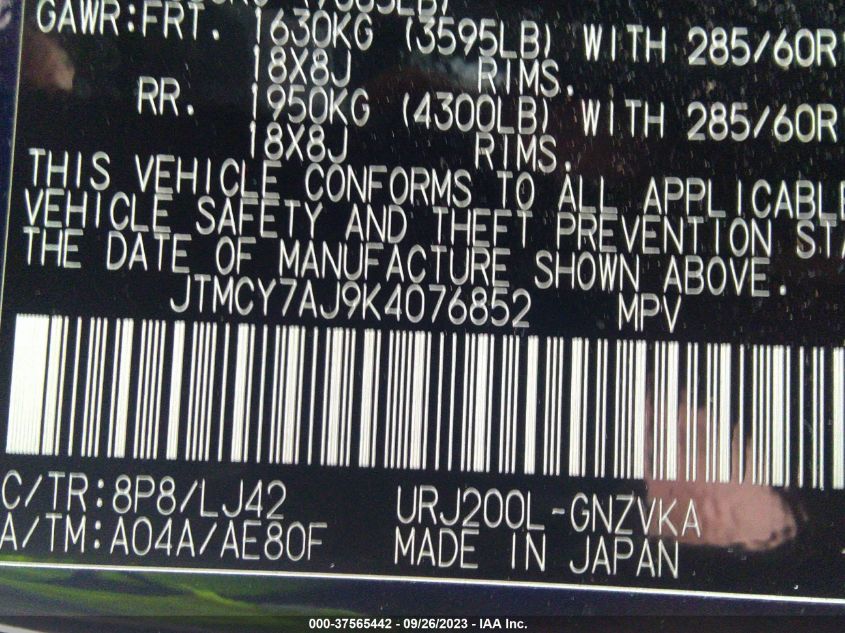 GAWR:FRT. 1630KG (3595LB) WITH 285/60R
18X8J RIMS.
RR. 1950KG (4300LB) WITH 285/60R
18X8J RIMS.
THIS VEHICLE CONFORMS TO ALL APPLICABLE
VEHICLE SAFETY AND THEFT PREVENTION STA
THE DATE OF MANUFACTURE SHOWN ABOVE.
JTMCY7AJ9K4076852 MPV
C/TR:8P8/LJ42 URJ200L-GNZVKA
A/TM:A04A/AE80F MADE IN JAPAN
000-37565442 - 09/26/2023 - IAA Inc.